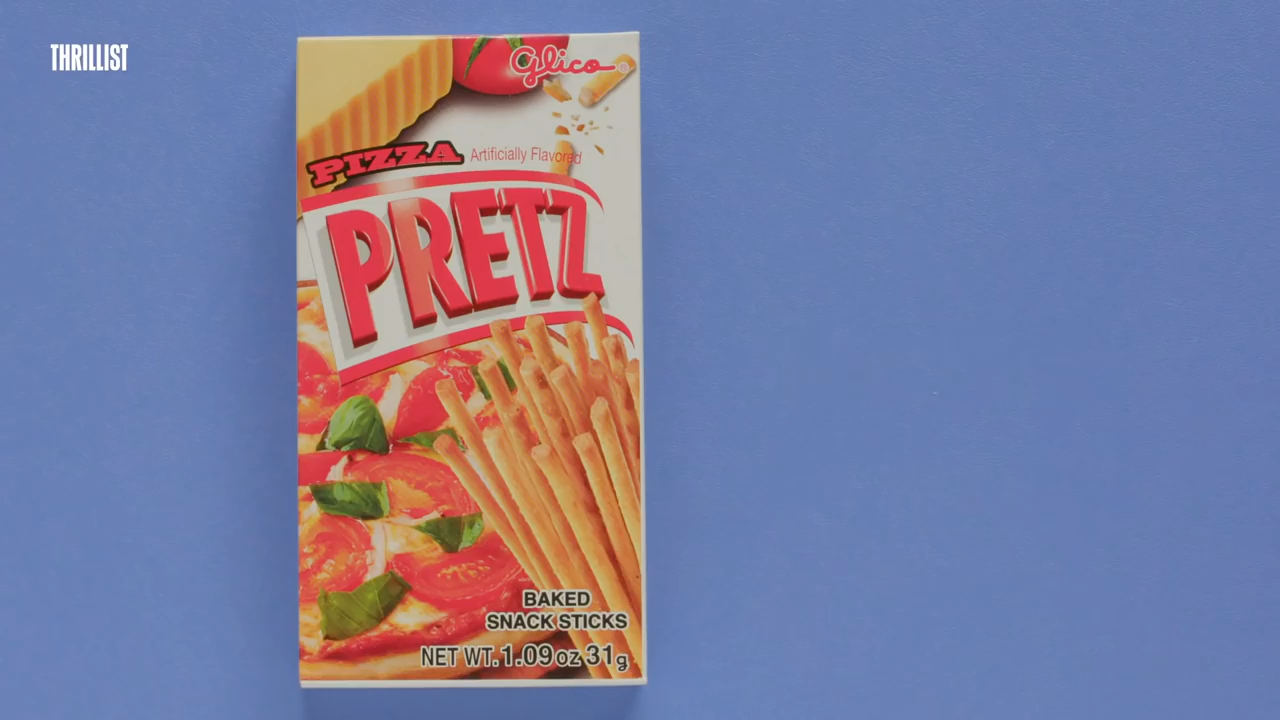 THRILLIST
Glico®
PIZZA Artificially Flavored
PRETZ
BAKED
SNACK STICKS
NET WT. 1.09 oz 31g